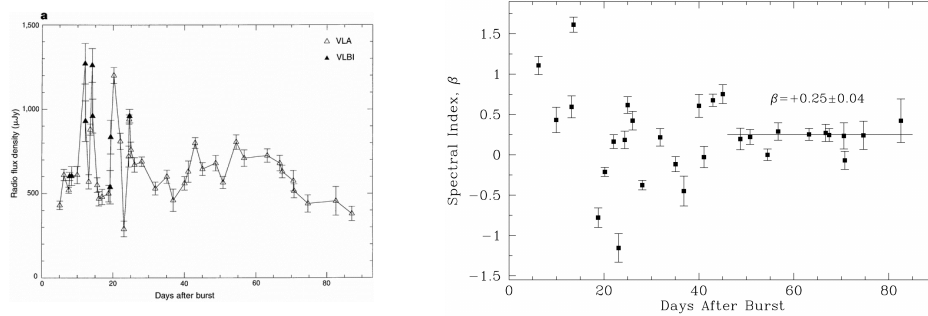 a
1,500
1,000
500
0
0
20
40
60
80
Radio flux density (μJy)
Days after burst
VLA
VLBI
1.5
1
0.5
0
-0.5
-1
-1.5
0
20
40
60
80
Spectral Index, β
Days After Burst
β=+0.25±0.04